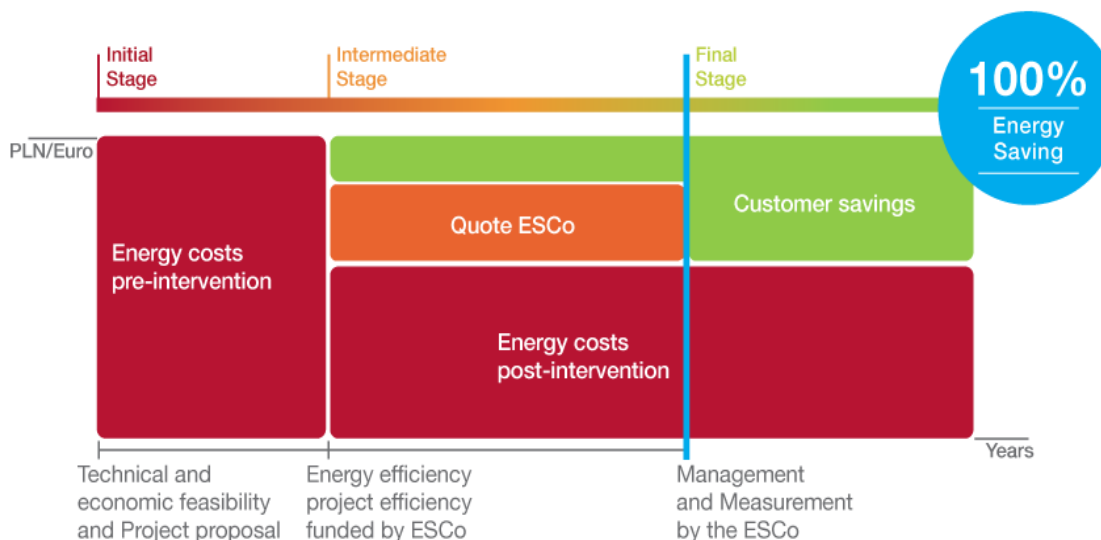 Initial
Stage
Intermediate
Stage
Final
Stage
100%
Energy
Saving
PLN/Euro
Energy costs
pre-intervention
Quote ESCo
Customer savings
Energy costs
post-intervention
Years
Technical and
economic feasibility
and Project proposal
Energy efficiency
project efficiency
funded by ESCo
Management
and Measurement
by the ESCo